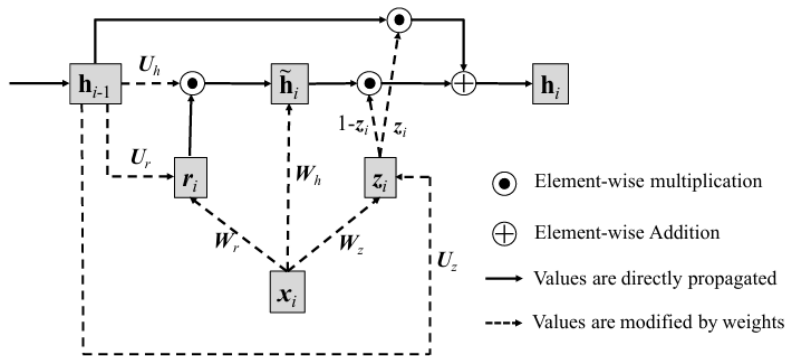 h_{i-1}
U_h
h̃_i
h_i
1-z_i
z_i
U_r
r_i
W_h
z_i
Element-wise multiplication
W_r
W_z
Element-wise Addition
U_z
x_i
Values are directly propagated
Values are modified by weights